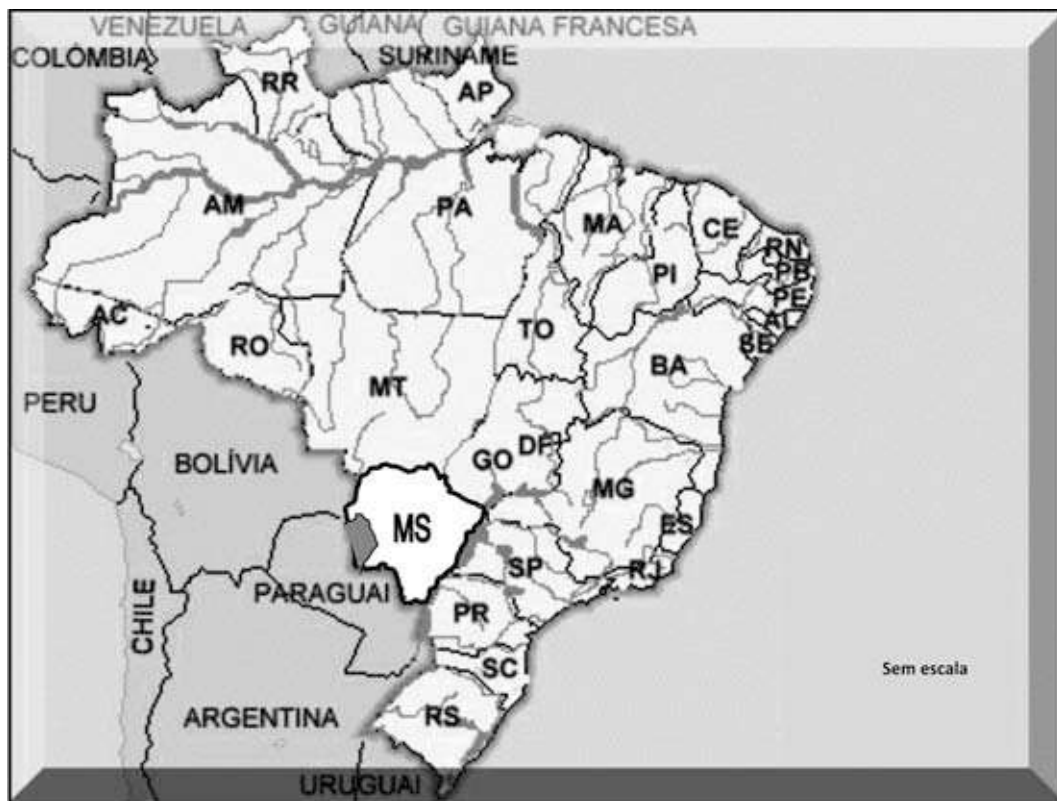 VENEZUELA
GUIANA
GUIANA FRANCESA
COLÔMBIA
SURINAME
RR
AP
AM
PA
MA
CE
RN
PI
PB
PE
AC
AL
TO
SE
RO
BA
MT
PERU
DF
GO
BOLÍVIA
MG
MS
ES
SP
RJ
PARAGUAI
CHILE
PR
SC
Sem escala
RS
ARGENTINA
URUGUAI